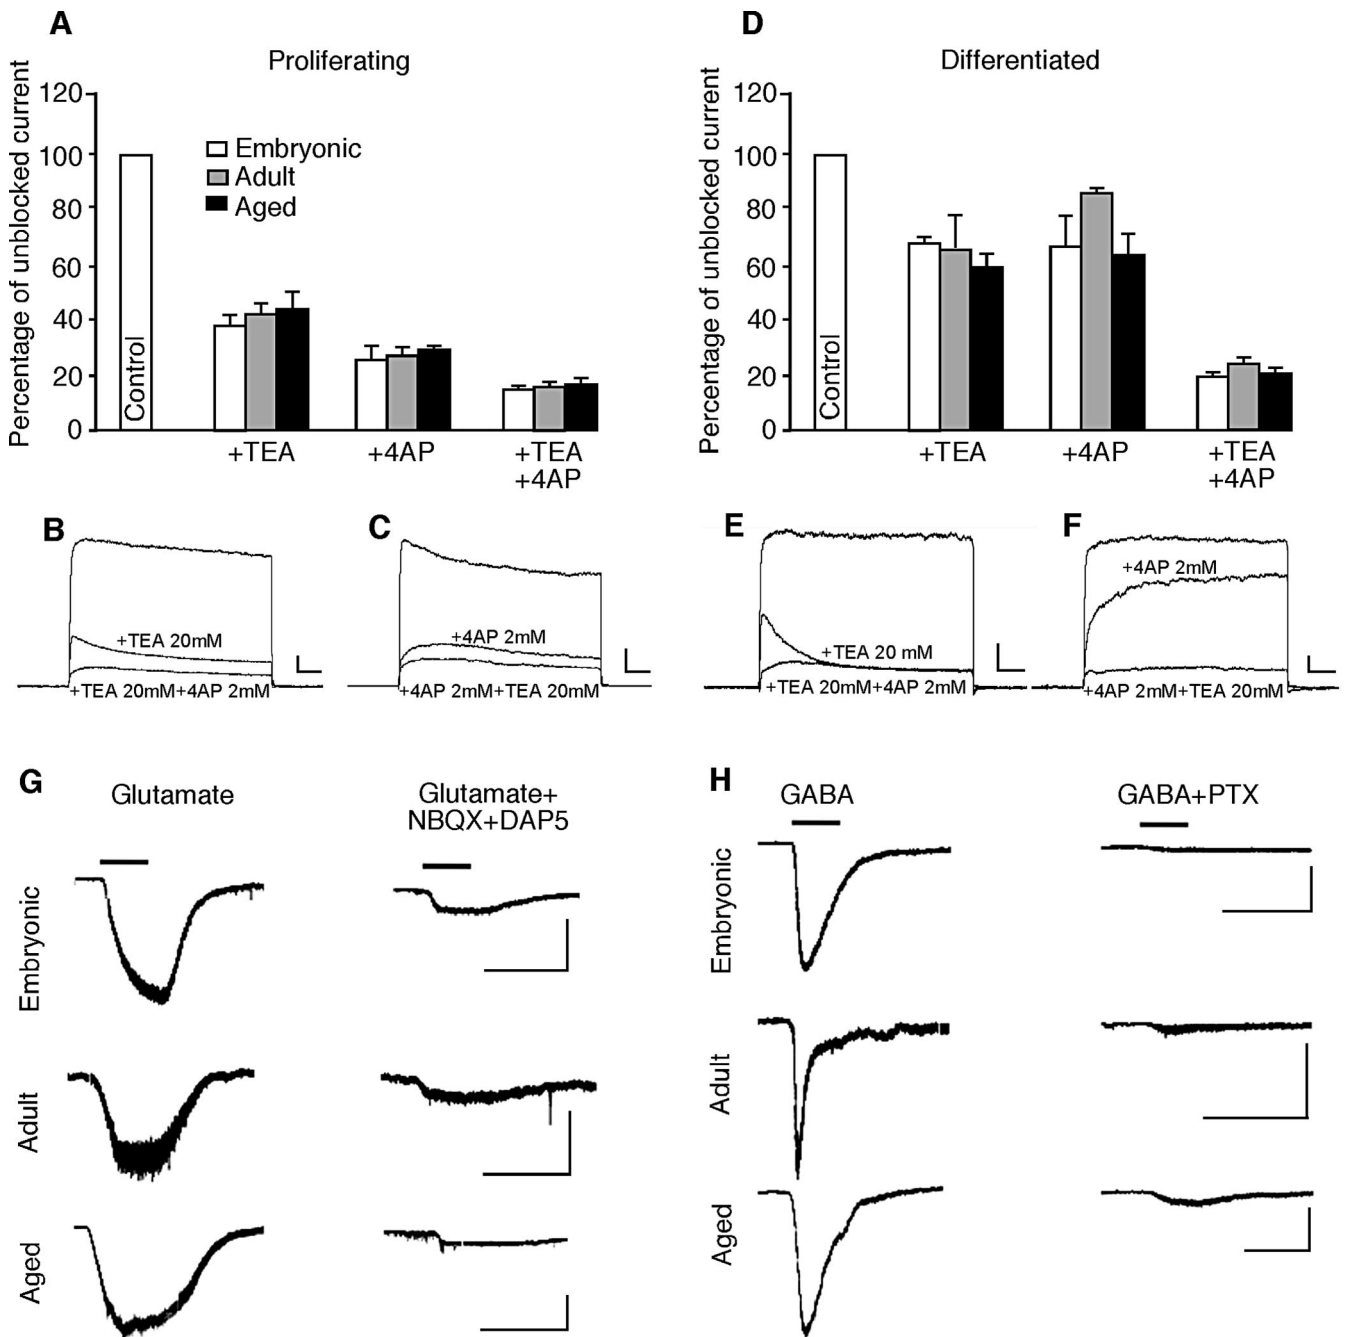 A
Proliferating
Percentage of unblocked current
120
100
80
60
40
20
0
Embryonic
Adult
Aged
Control
+TEA
+4AP
+TEA
+4AP
D
Differentiated
Percentage of unblocked current
120
100
80
60
40
20
0
Control
+TEA
+4AP
+TEA
+4AP
B
+TEA 20mM
+TEA 20mM+4AP 2mM
C
+4AP 2mM
+4AP 2mM+TEA 20mM
E
+TEA 20 mM
+TEA 20mM+4AP 2mM
F
+4AP 2mM
+4AP 2mM+TEA 20mM
G
Glutamate
Glutamate+
NBQX+DAP5
Embryonic
Adult
Aged
H
GABA
GABA+PTX
Embryonic
Adult
Aged